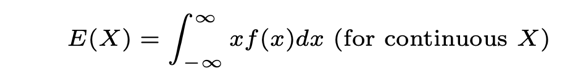 E(X) = ∫_{-∞}^{∞} xf(x)dx (for continuous X)